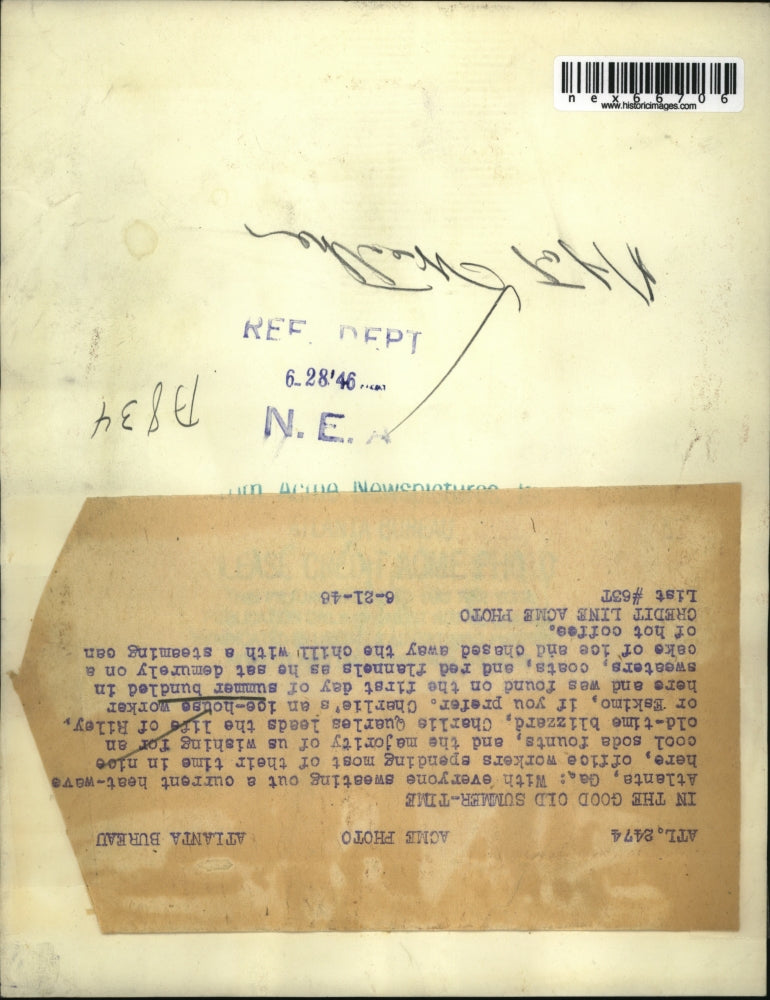 nex66706
www.historicimages.com
Hot Weather
REF. DEPT
6-28'46
N. E. A
A834
Acme Newspictures
ATL.2474 ACME PHOTO ATLANTA BUREAU
IN THE GOOD OLD SUMMER-TIME
Atlanta, Ga.: With everyone sweating out a current heat-wave
here, office workers spending most of their time in nice
cool soda founts, and the majority of us wishing for an
old-time blizzard, Charlie Quarles leads the life of Riley,
or Eskimo, if you prefer. Charlie's an ice-house worker
here and was found on the first day of summer bundled in
sweaters, coats, and red flannels as he sat demurely on a
cake of ice and chased away the chill with a steaming can
of hot coffee.
CREDIT LINE ACME PHOTO
List #63T 6-21-46